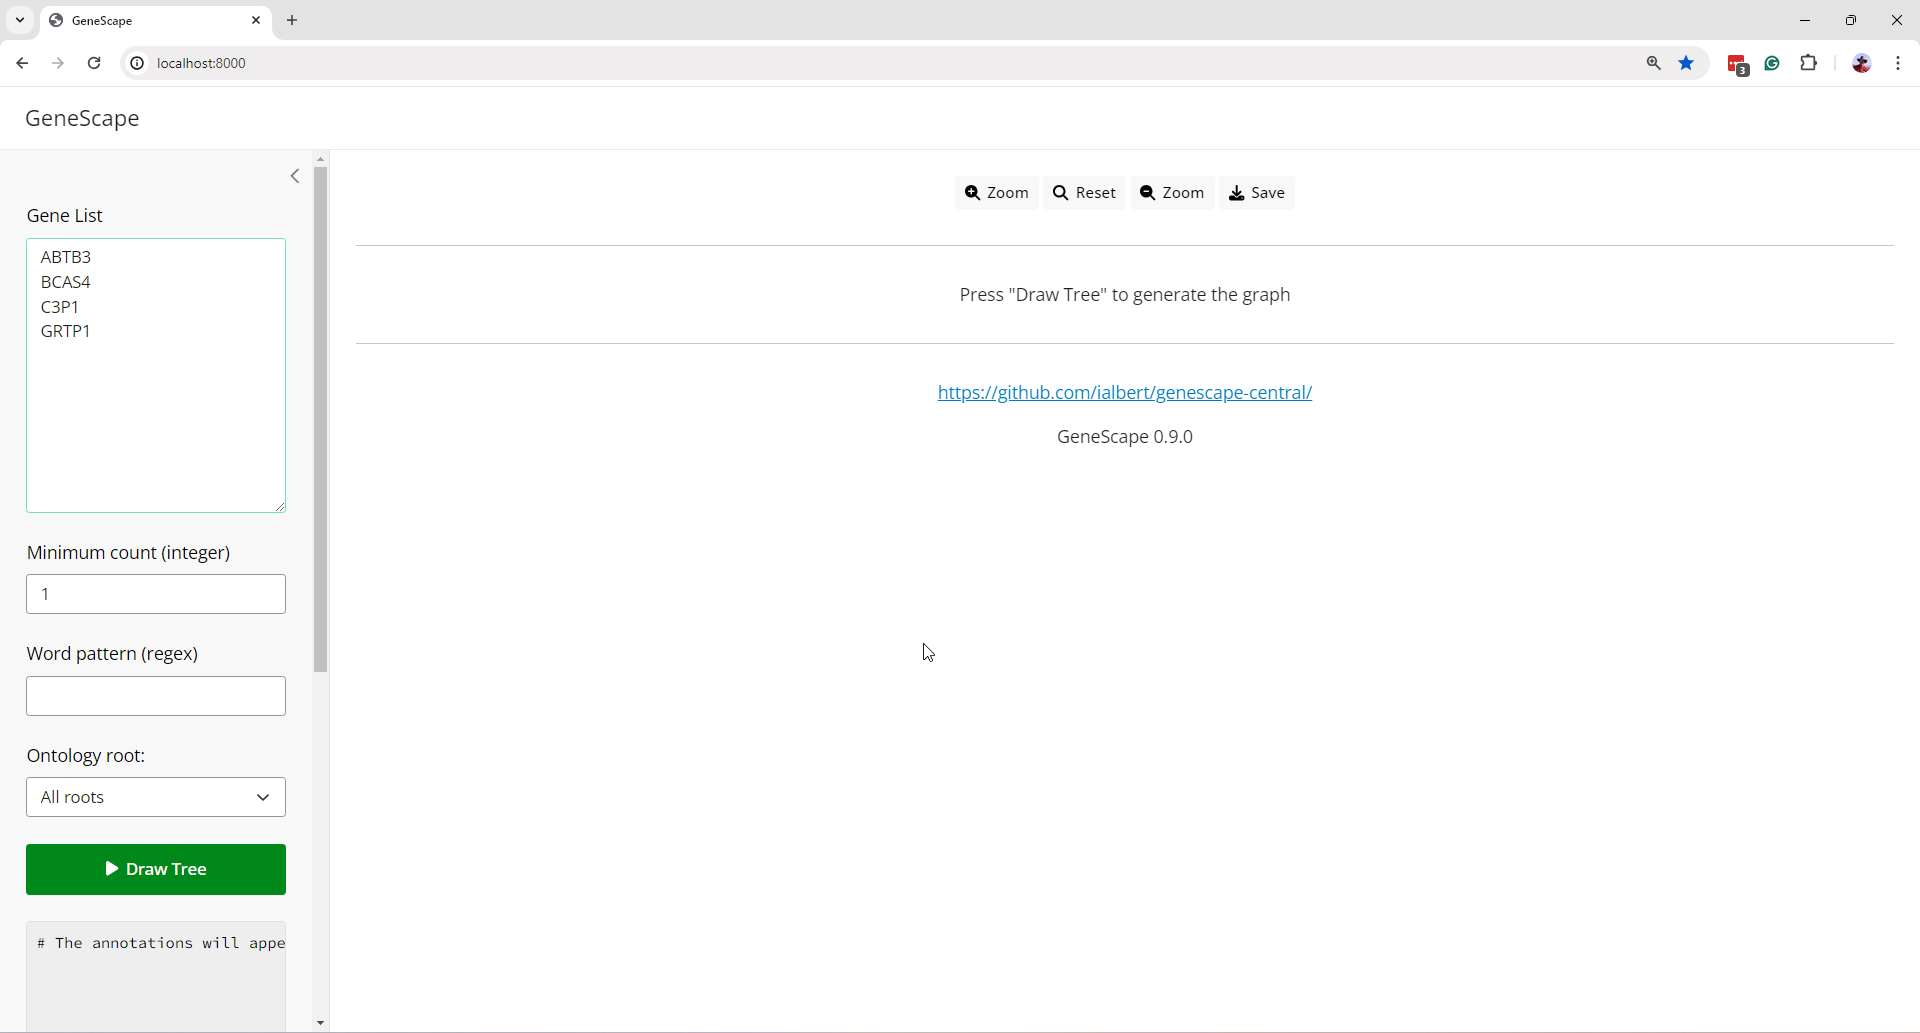 GeneScape
localhost:8000
3
GeneScape
Gene List
ABTB3
BCAS4
C3P1
GRTP1
Minimum count (integer)
1
Word pattern (regex)
Ontology root:
All roots
Draw Tree
# The annotations will appe
Zoom
Reset
Zoom
Save
Press "Draw Tree" to generate the graph
https://github.com/ialbert/genescape-central/
GeneScape 0.9.0